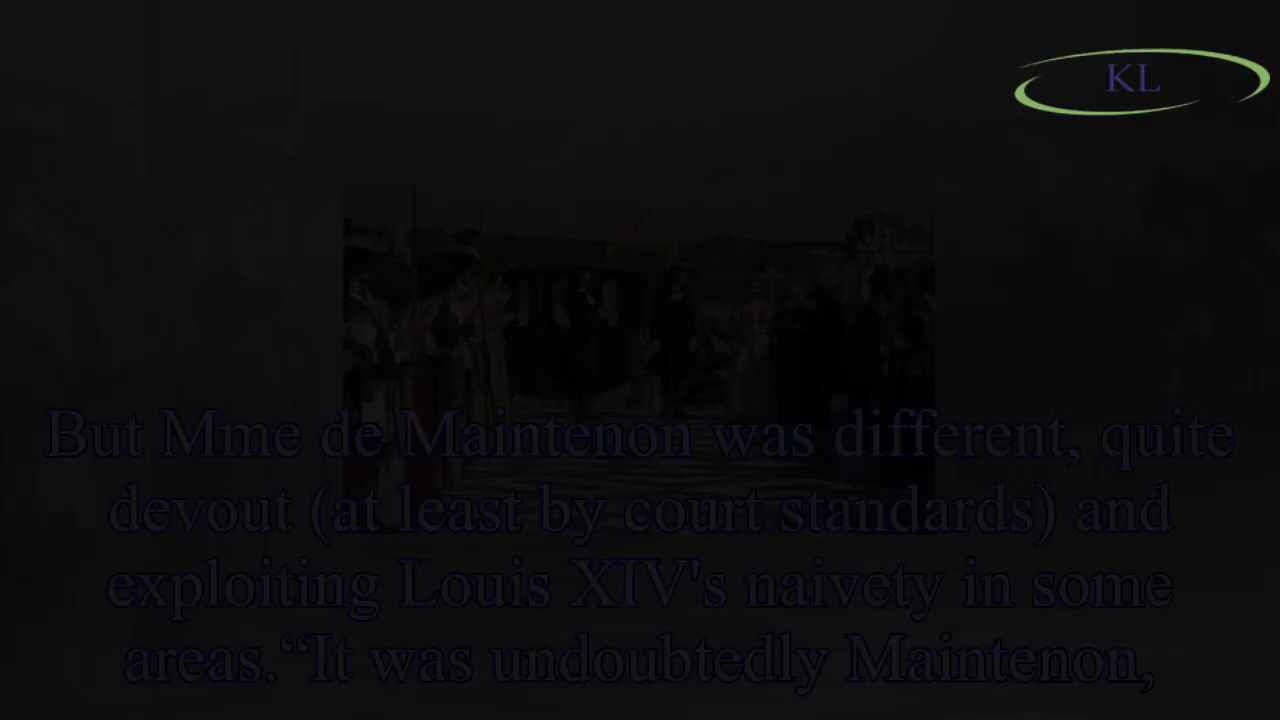 KL
But Mme de Maintenon was different, quite
devout (at least by court standards) and
exploiting Louis XIV's naivety in some
areas.“It was undoubtedly Maintenon,